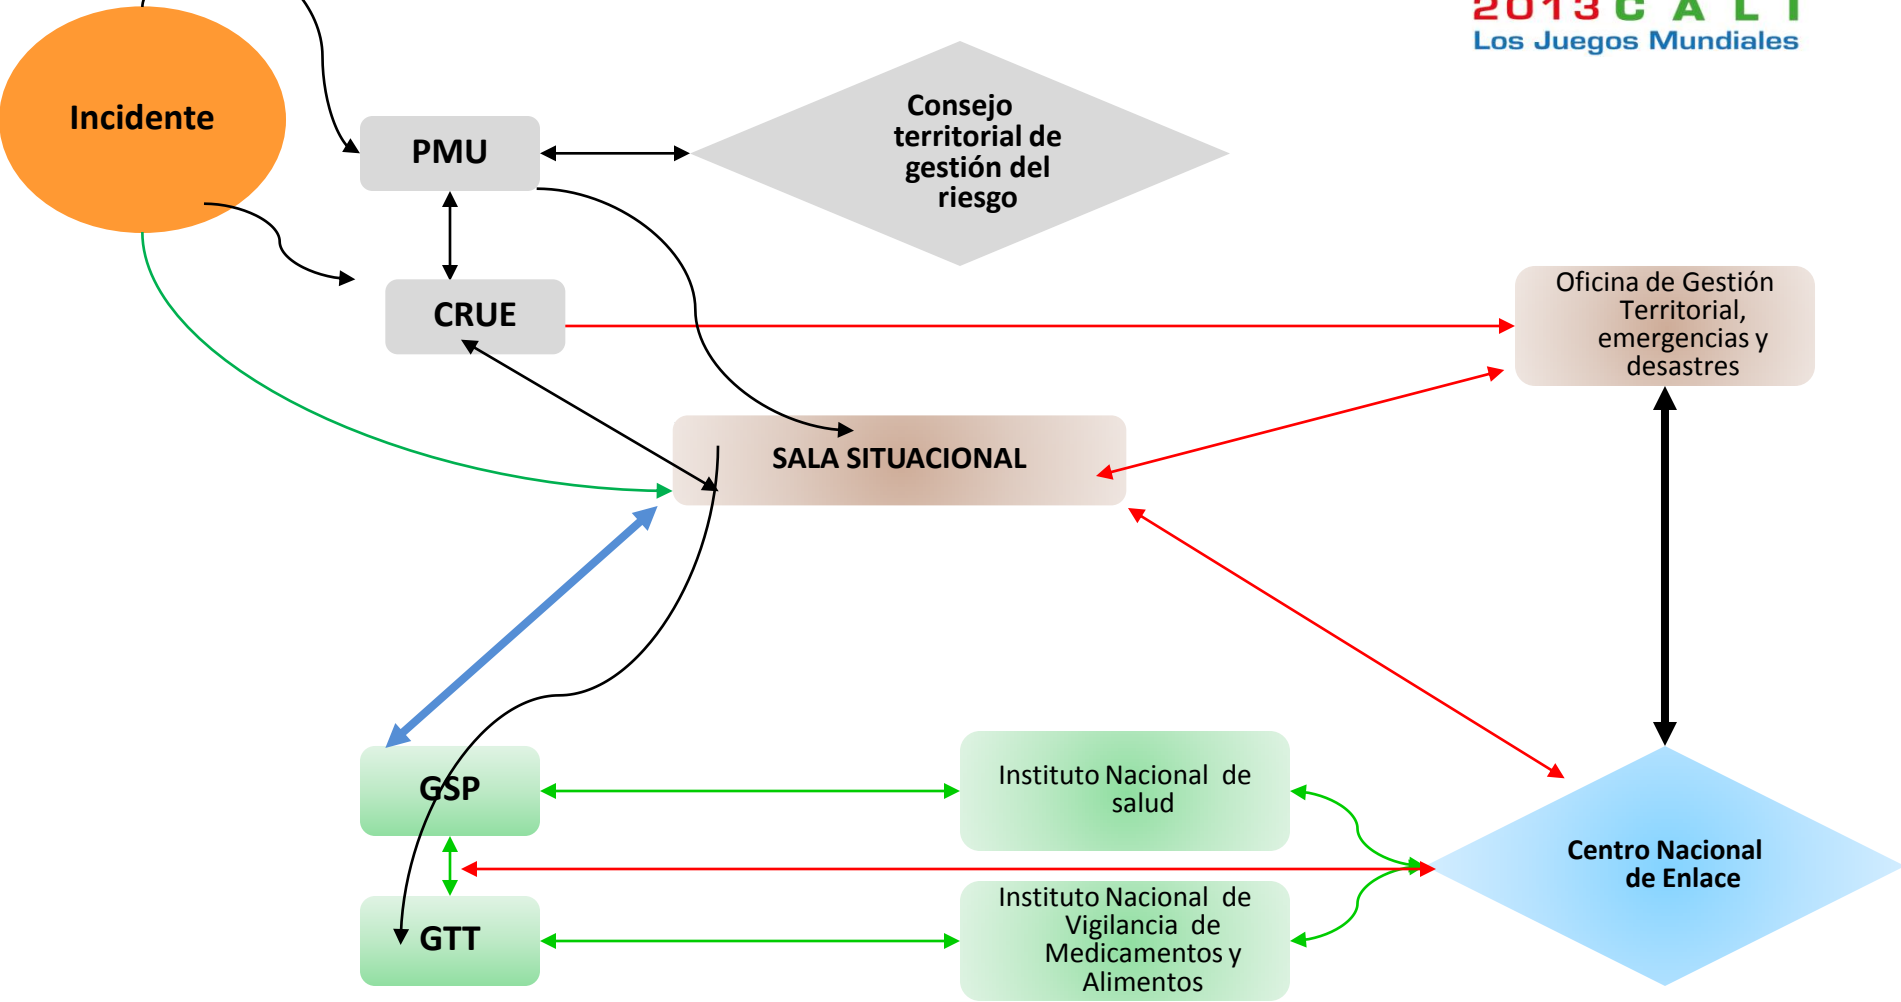 2013 CALI
Los Juegos Mundiales
Incidente
PMU
Consejo
territorial de
gestión del
riesgo
CRUE
Oficina de Gestión
Territorial,
emergencias y
desastres
SALA SITUACIONAL
GSP
Instituto Nacional de
salud
Centro Nacional
de Enlace
GTT
Instituto Nacional de
Vigilancia de
Medicamentos y
Alimentos